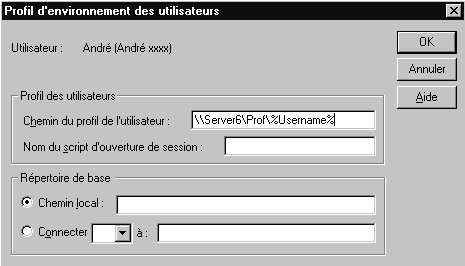 Profil d'environnement des utilisateurs
Utilisateur : André (André xxxx)
OK
Annuler
Aide
Profil des utilisateurs
Chemin du profil de l'utilisateur : \\Server6\Prof\%Username%
Nom du script d'ouverture de session :
Répertoire de base
Chemin local :
Connecter à :